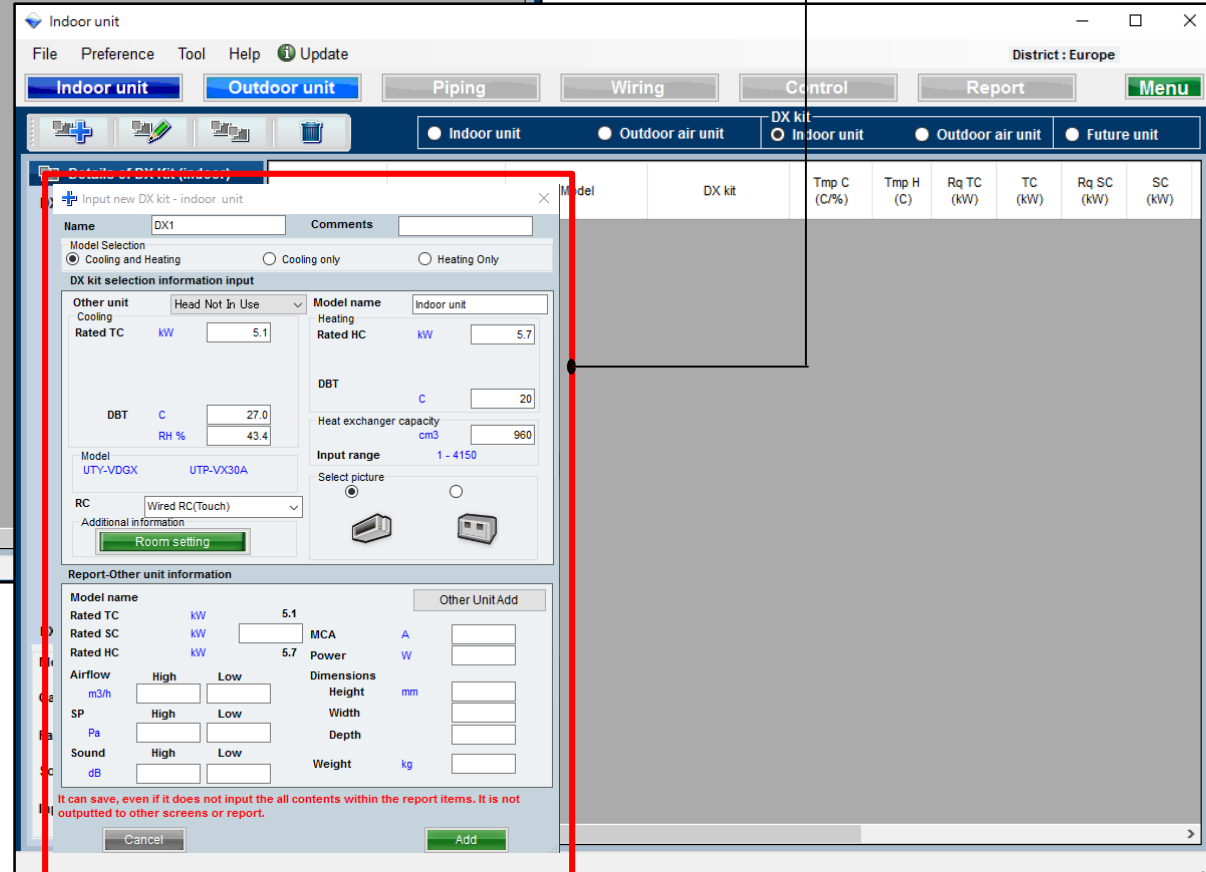 Indoor unit
File Preference Tool Help Update District : Europe
Indoor unit Outdoor unit Piping Wiring Control Report Menu
DX kit
Indoor unit Outdoor air unit Indoor unit Outdoor air unit Future unit
Details of DX Kit (indoor)
Model DX kit Tmp C (C/%) Tmp H (C) Rq TC (kW) TC (kW) Rq SC (kW) SC (kW)
Input new DX kit - indoor unit
Name DX1 Comments
Model Selection
Cooling and Heating Cooling only Heating Only
DX kit selection information input
Other unit Head Not In Use Model name Indoor unit
Cooling Heating
Rated TC kW 5.1 Rated HC kW 5.7
DBT
C 20
DBT C 27.0
Heat exchanger capacity
RH % 43.4 cm3 960
Model Input range 1 - 4150
UTY-VDGX UTP-VX30A
Select picture
RC Wired RC(Touch)
Additional information
Room setting
Report-Other unit information
Model name Other Unit Add
Rated TC kW 5.1
Rated SC kW MCA A
Rated HC kW 5.7 Power W
Airflow High Low Dimensions
m3/h Height mm
SP High Low Width
Pa Depth
Sound High Low
Weight kg
dB
It can save, even if it does not input the all contents within the report items. It is not
outputted to other screens or report.
Cancel Add